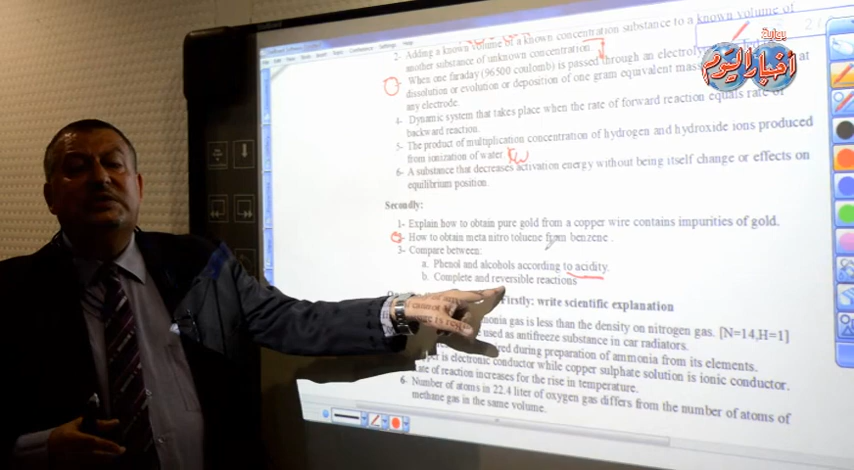 2- Adding a known volume of a known concentration substance to a known volume of
another substance of unknown concentration
بوابة
أخبار اليوم
When one faraday (96500 coulomb) is passed through an
dissolution or evolution or deposition of one gram equivalent mass at
any electrode.
4- Dynamic system that takes place when the rate of forward reaction equals rate of
backward reaction.
5- The product of multiplication concentration of hydrogen and hydroxide ions produced
from ionization of water Kw
6- A substance that decreases activation energy without being itself change or effects on
equilibrium position.
Secondly:
1- Explain how to obtain pure gold from a copper wire contains impurities of gold.
How to obtain meta nitro toluene from benzene .
3- Compare between:
a. Phenol and alcohols according to acidity.
b. Complete and reversible reactions
Firstly: write scientific explanation
gas is less than the density on nitrogen gas. [N=14,H=1]
used as antifreeze substance in car radiators.
during preparation of ammonia from its elements.
is electronic conductor while copper sulphate solution is ionic conductor.
of reaction increases for the rise in temperature.
6- Number of atoms in 22.4 liter of oxygen gas differs from the number of atoms of
methane gas in the same volume.